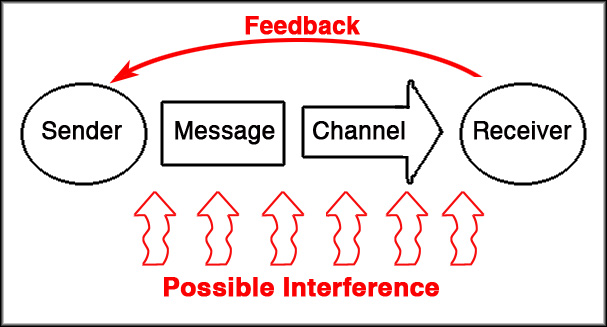 Feedback
Sender
Message
Channel
Receiver
Possible Interference